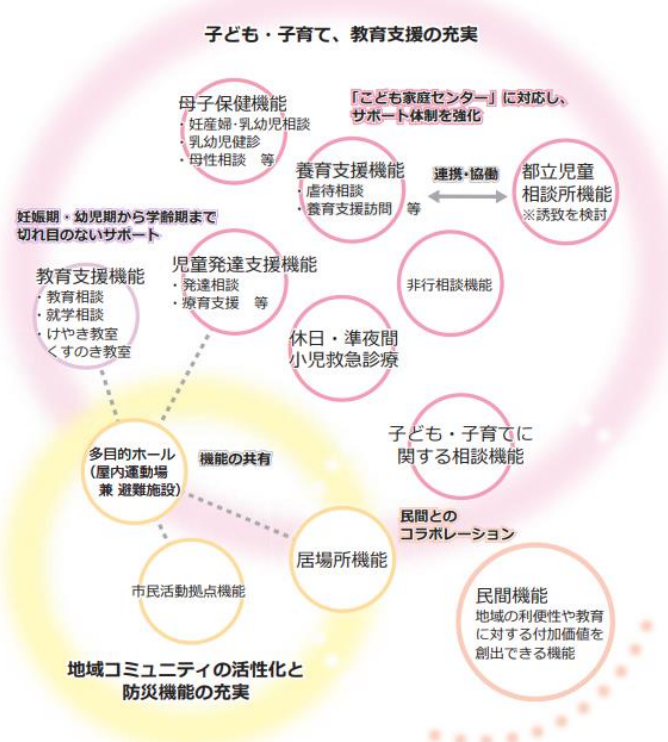 子ども・子育て、教育支援の充実
母子保健機能
・妊産婦・乳幼児相談
・乳幼児健診
・母性相談　等
「こども家庭センター」に対応し、
サポート体制を強化
養育支援機能
・虐待相談
・養育支援訪問　等
連携・協働
都立児童
相談所機能
※誘致を検討
妊娠期・幼児期から学齢期まで
切れ目のないサポート
教育支援機能
・教育相談
・就学相談
・けやき教室
くすのき教室
児童発達支援機能
・発達相談
・療育支援　等
非行相談機能
休日・準夜間
小児救急診療
子ども・子育てに
関する相談機能
多目的ホール
（屋内運動場
兼 避難施設）
機能の共有
民間との
コラボレーション
居場所機能
市民活動拠点機能
民間機能
地域の利便性や教育
に対する付加価値を
創出できる機能
地域コミュニティの活性化と
防災機能の充実